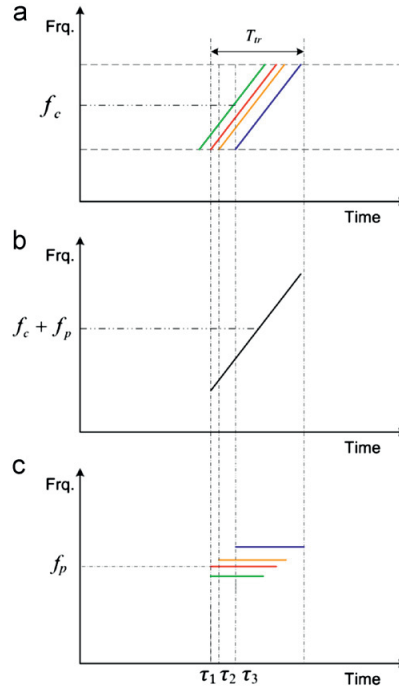 a
Frq.
T_tr
f_c
Time
b
Frq.
f_c + f_p
Time
c
Frq.
f_p
τ1 τ2 τ3
Time